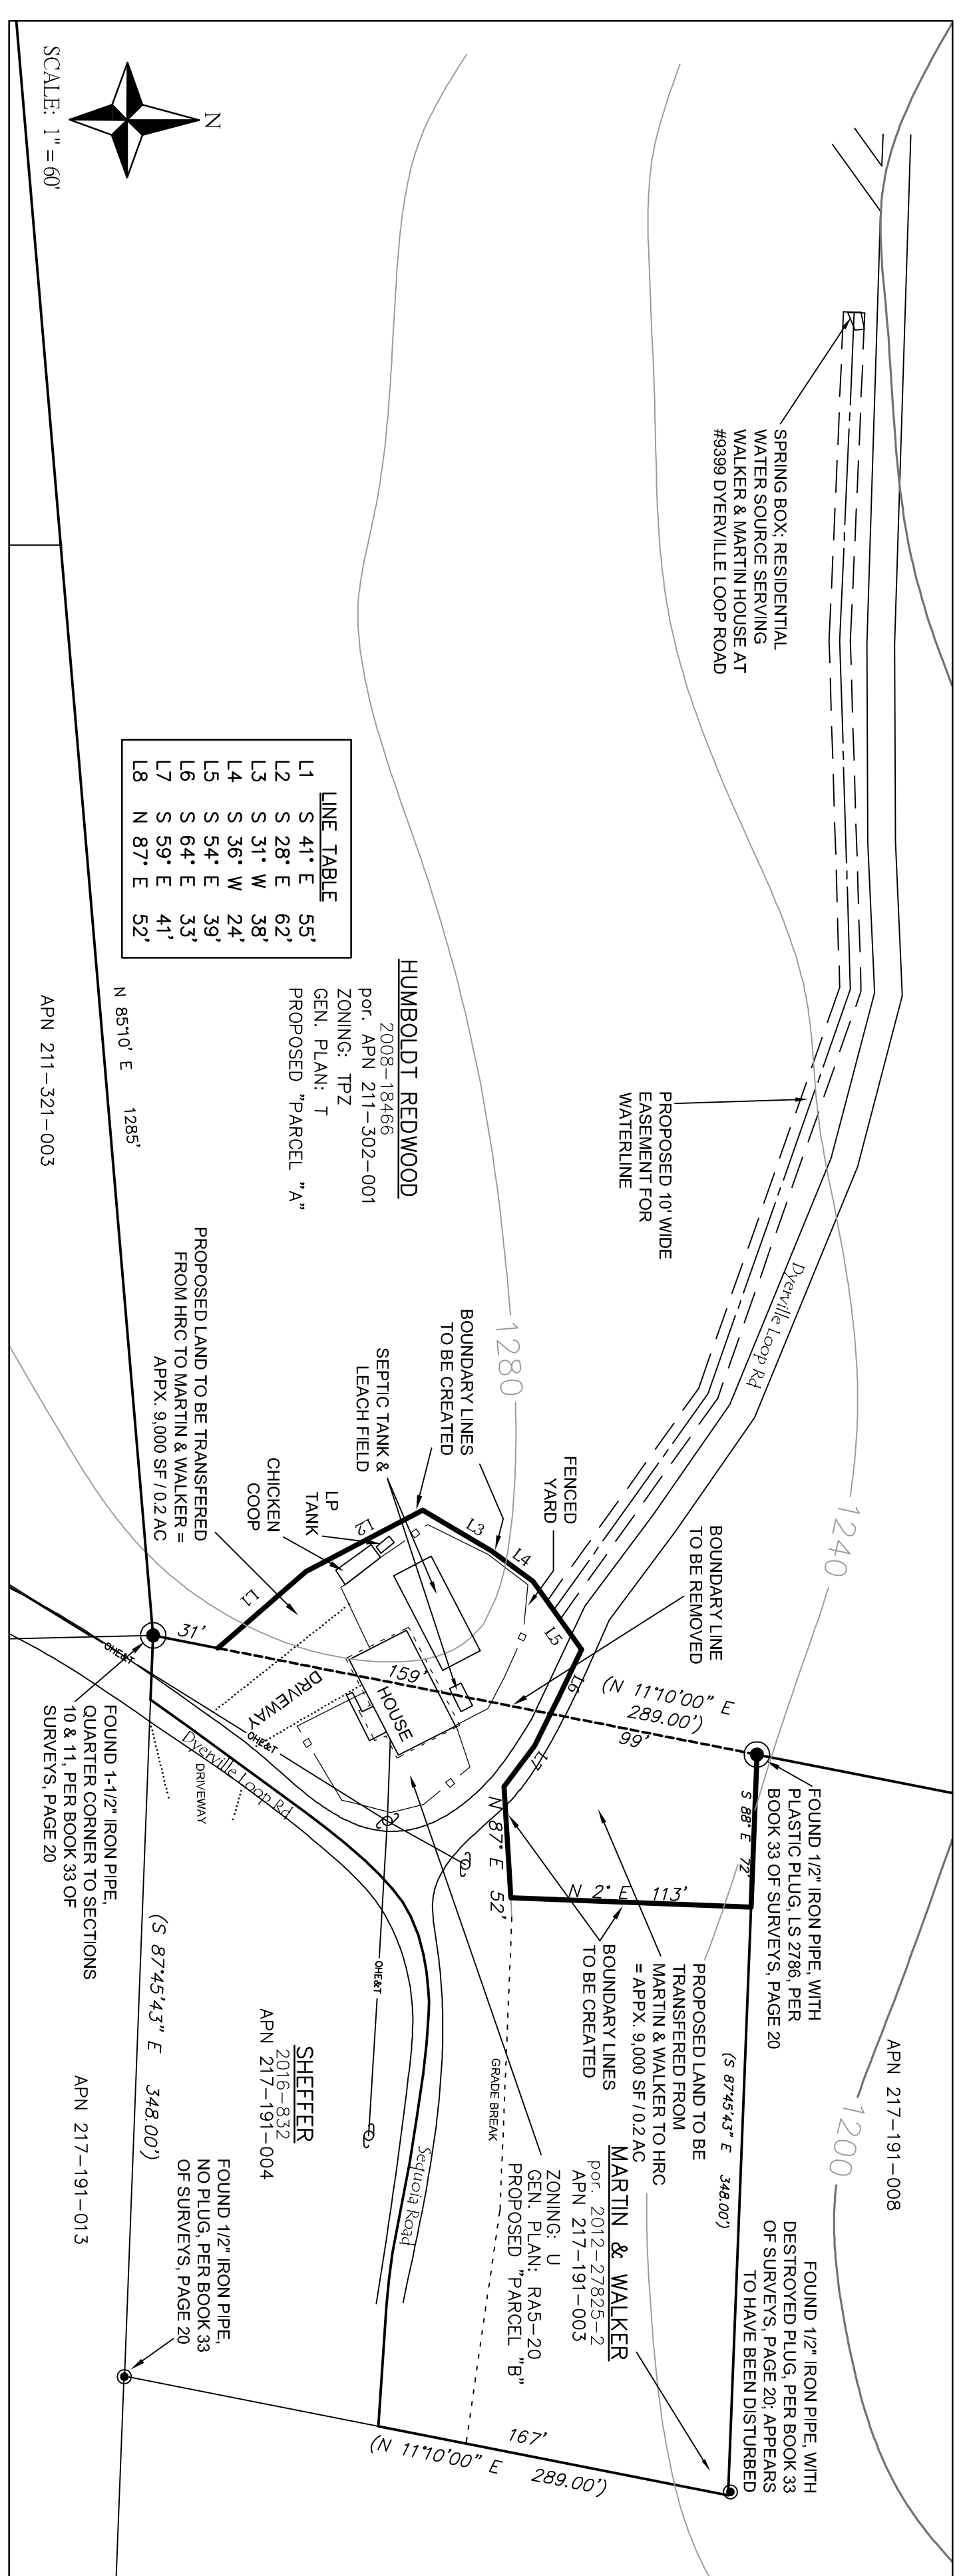 N
SCALE: 1" = 60'
SPRING BOX; RESIDENTIAL
WATER SOURCE SERVING
WALKER & MARTIN HOUSE AT
#9399 DYERVILLE LOOP ROAD
LINE TABLE
L1 S 41° E 55'
L2 S 28° E 62'
L3 S 31° W 38'
L4 S 36° W 24'
L5 S 54° E 39'
L6 S 64° E 33'
L7 S 59° E 41'
L8 N 87° E 52'
HUMBOLDT REDWOOD
2008-18466
por. APN 211-302-001
ZONING: TPZ
GEN. PLAN: T
PROPOSED "PARCEL "A"
N 85°10' E 1285'
APN 211-321-003
PROPOSED 10' WIDE
EASEMENT FOR
WATERLINE
Dyerville Loop Rd
1280
1240
1200
BOUNDARY LINES
TO BE CREATED
SEPTIC TANK &
LEACH FIELD
LP
TANK
CHICKEN
COOP
PROPOSED LAND TO BE TRANSFERED
FROM HRC TO MARTIN & WALKER =
APPX. 9,000 SF / 0.2 AC
FENCED
YARD
BOUNDARY LINE
TO BE REMOVED
L1
L2
L3
L4
L5
L6
L7
31'
159'
99'
(N 11°10'00" E
289.00')
HOUSE
DRIVEWAY
OHE&T
OHE&T
OHE&T
Dyerville Loop Rd
DRIVEWAY
FOUND 1-1/2" IRON PIPE,
QUARTER CORNER TO SECTIONS
10 & 11, PER BOOK 33 OF
SURVEYS, PAGE 20
FOUND 1/2" IRON PIPE, WITH
PLASTIC PLUG, LS 2786, PER
BOOK 33 OF SURVEYS, PAGE 20
S 88° E 72'
N 87° E 52'
N 2° E 113'
BOUNDARY LINES
TO BE CREATED
PROPOSED LAND TO BE
TRANSFERED FROM
MARTIN & WALKER TO HRC
= APPX. 9,000 SF / 0.2 AC
(S 87°45'43" E 348.00')
APN 217-191-008
MARTIN & WALKER
por. 2012-27825-2
APN 217-191-003
ZONING: U
GEN. PLAN: RA5-20
PROPOSED "PARCEL "B"
GRADE BREAK
Sequoia Road
SHEFFER
2016-832
APN 217-191-004
(S 87°45'43" E 348.00')
APN 217-191-013
FOUND 1/2" IRON PIPE,
NO PLUG, PER BOOK 33
OF SURVEYS, PAGE 20
FOUND 1/2" IRON PIPE, WITH
DESTROYED PLUG, PER BOOK 33
OF SURVEYS, PAGE 20; APPEARS
TO HAVE BEEN DISTURBED
167'
(N 11°10'00" E 289.00')